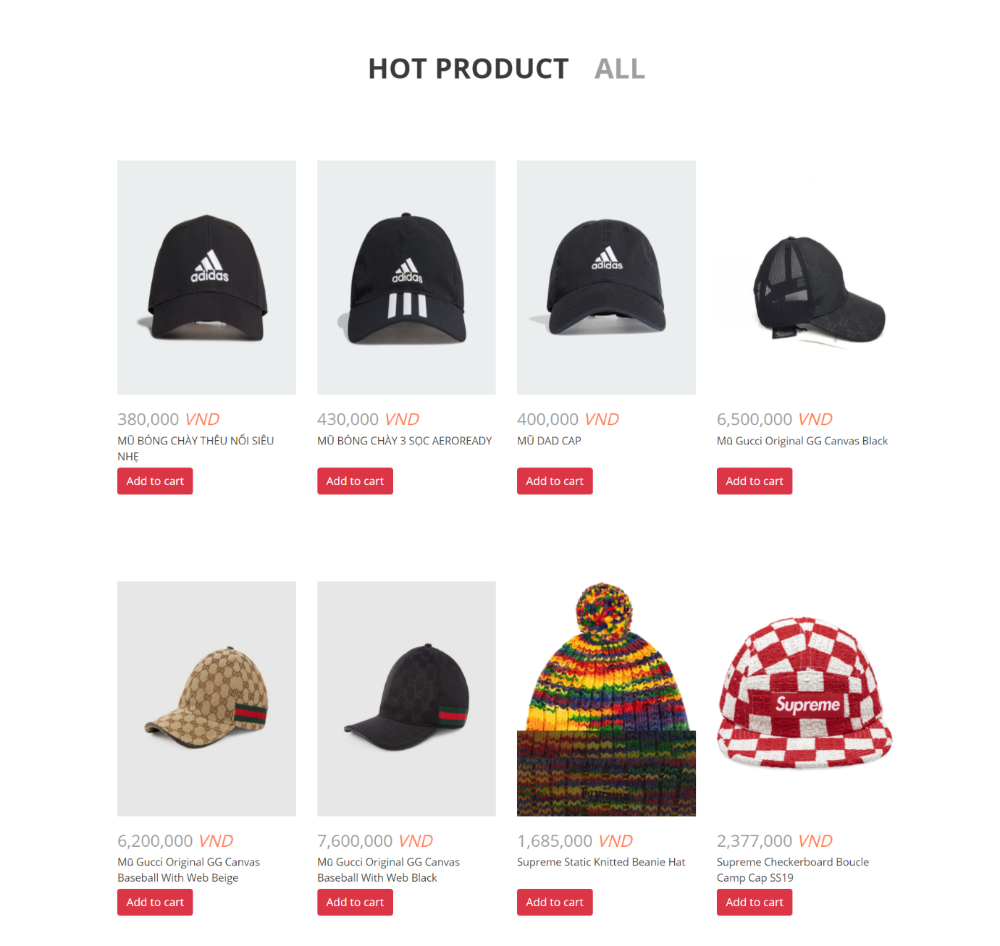 HOT PRODUCT ALL
adidas
adidas
adidas
380,000 VND
MŨ BÓNG CHÀY THÊU NỔI SIÊU
NHẸ
Add to cart
430,000 VND
MŨ BÓNG CHÀY 3 SỌC AEROREADY
Add to cart
400,000 VND
MŨ DAD CAP
Add to cart
6,500,000 VND
Mũ Gucci Original GG Canvas Black
Add to cart
Supreme
6,200,000 VND
Mũ Gucci Original GG Canvas
Baseball With Web Beige
Add to cart
7,600,000 VND
Mũ Gucci Original GG Canvas
Baseball With Web Black
Add to cart
1,685,000 VND
Supreme Static Knitted Beanie Hat
Add to cart
2,377,000 VND
Supreme Checkerboard Boucle
Camp Cap SS19
Add to cart